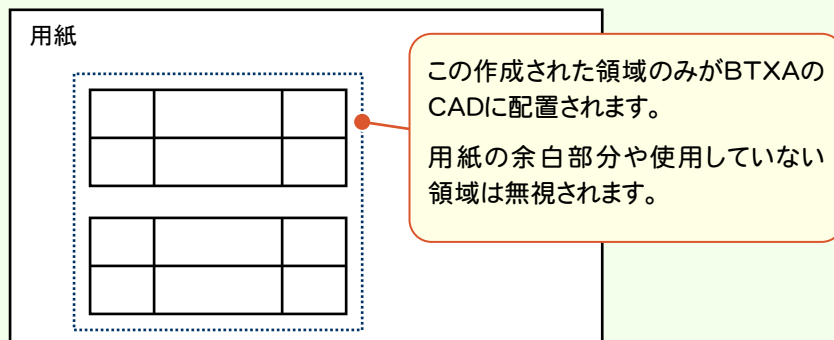 用紙
この作成された領域のみがBTXAの
CADに配置されます。
用紙の余白部分や使用していない
領域は無視されます。